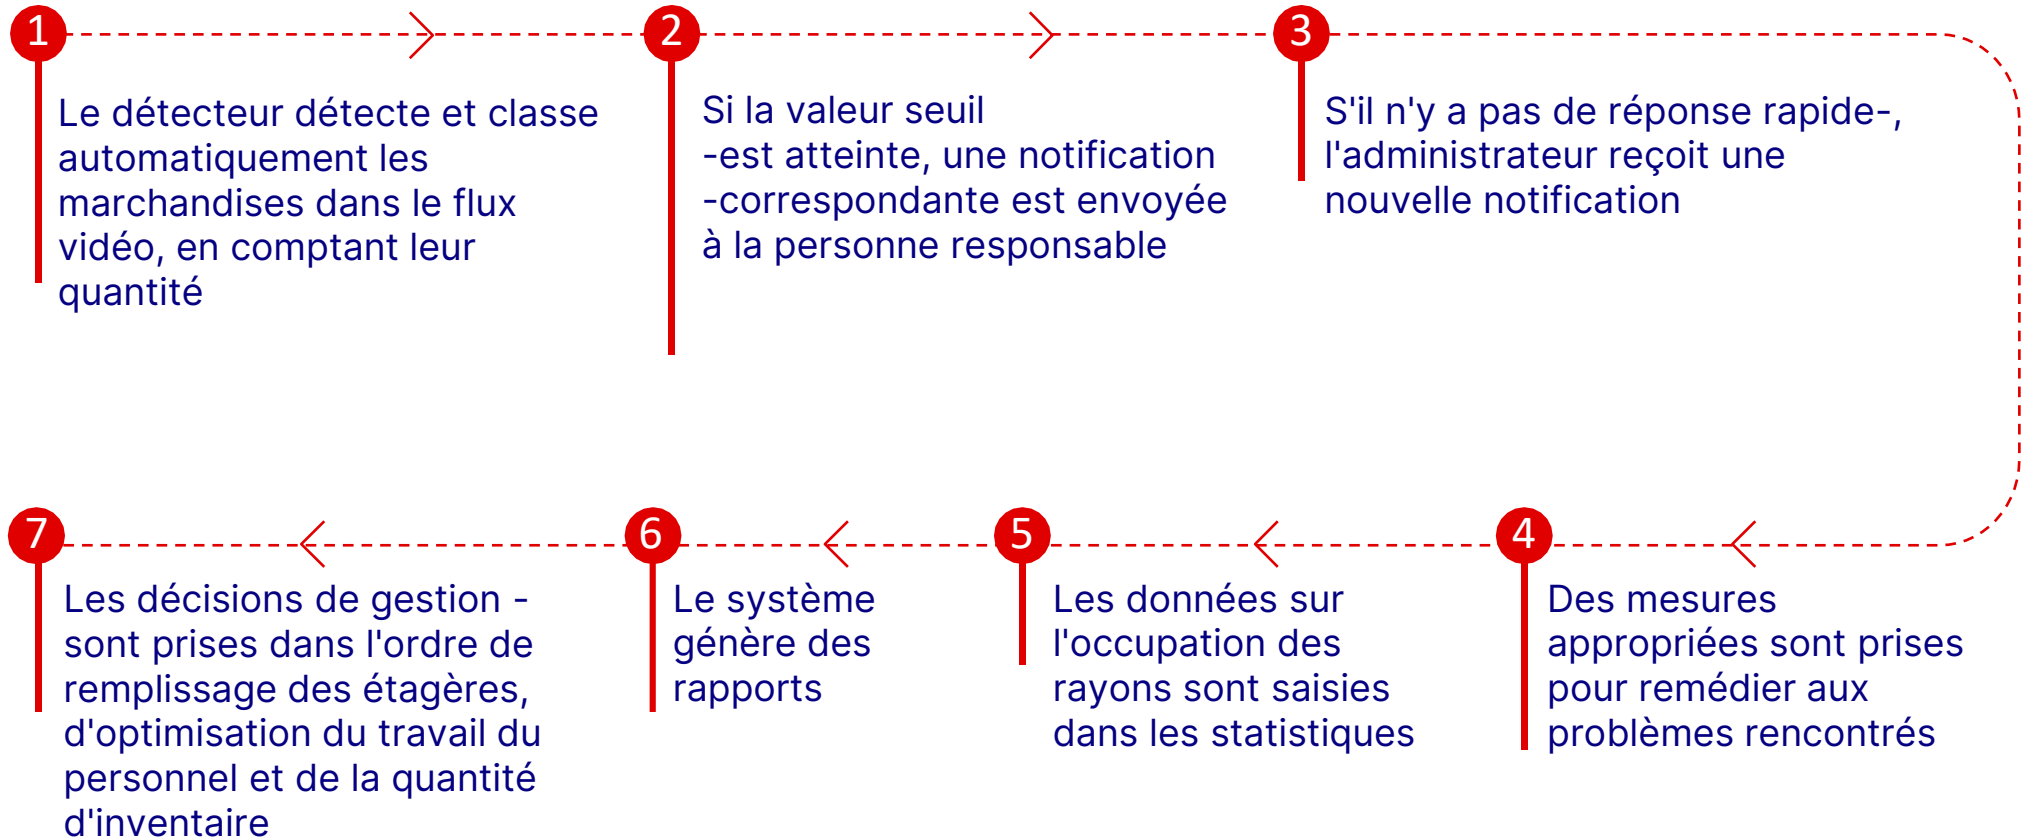 1
Le détecteur détecte et classe
automatiquement les
marchandises dans le flux
vidéo, en comptant leur
quantité
2
Si la valeur seuil
-est atteinte, une notification
-correspondante est envoyée
à la personne responsable
3
S'il n'y a pas de réponse rapide-,
l'administrateur reçoit une
nouvelle notification
4
Des mesures
appropriées sont prises
pour remédier aux
problèmes rencontrés
5
Les données sur
l'occupation des
rayons sont saisies
dans les statistiques
6
Le système
génère des
rapports
7
Les décisions de gestion -
sont prises dans l'ordre de
remplissage des étagères,
d'optimisation du travail du
personnel et de la quantité
d'inventaire